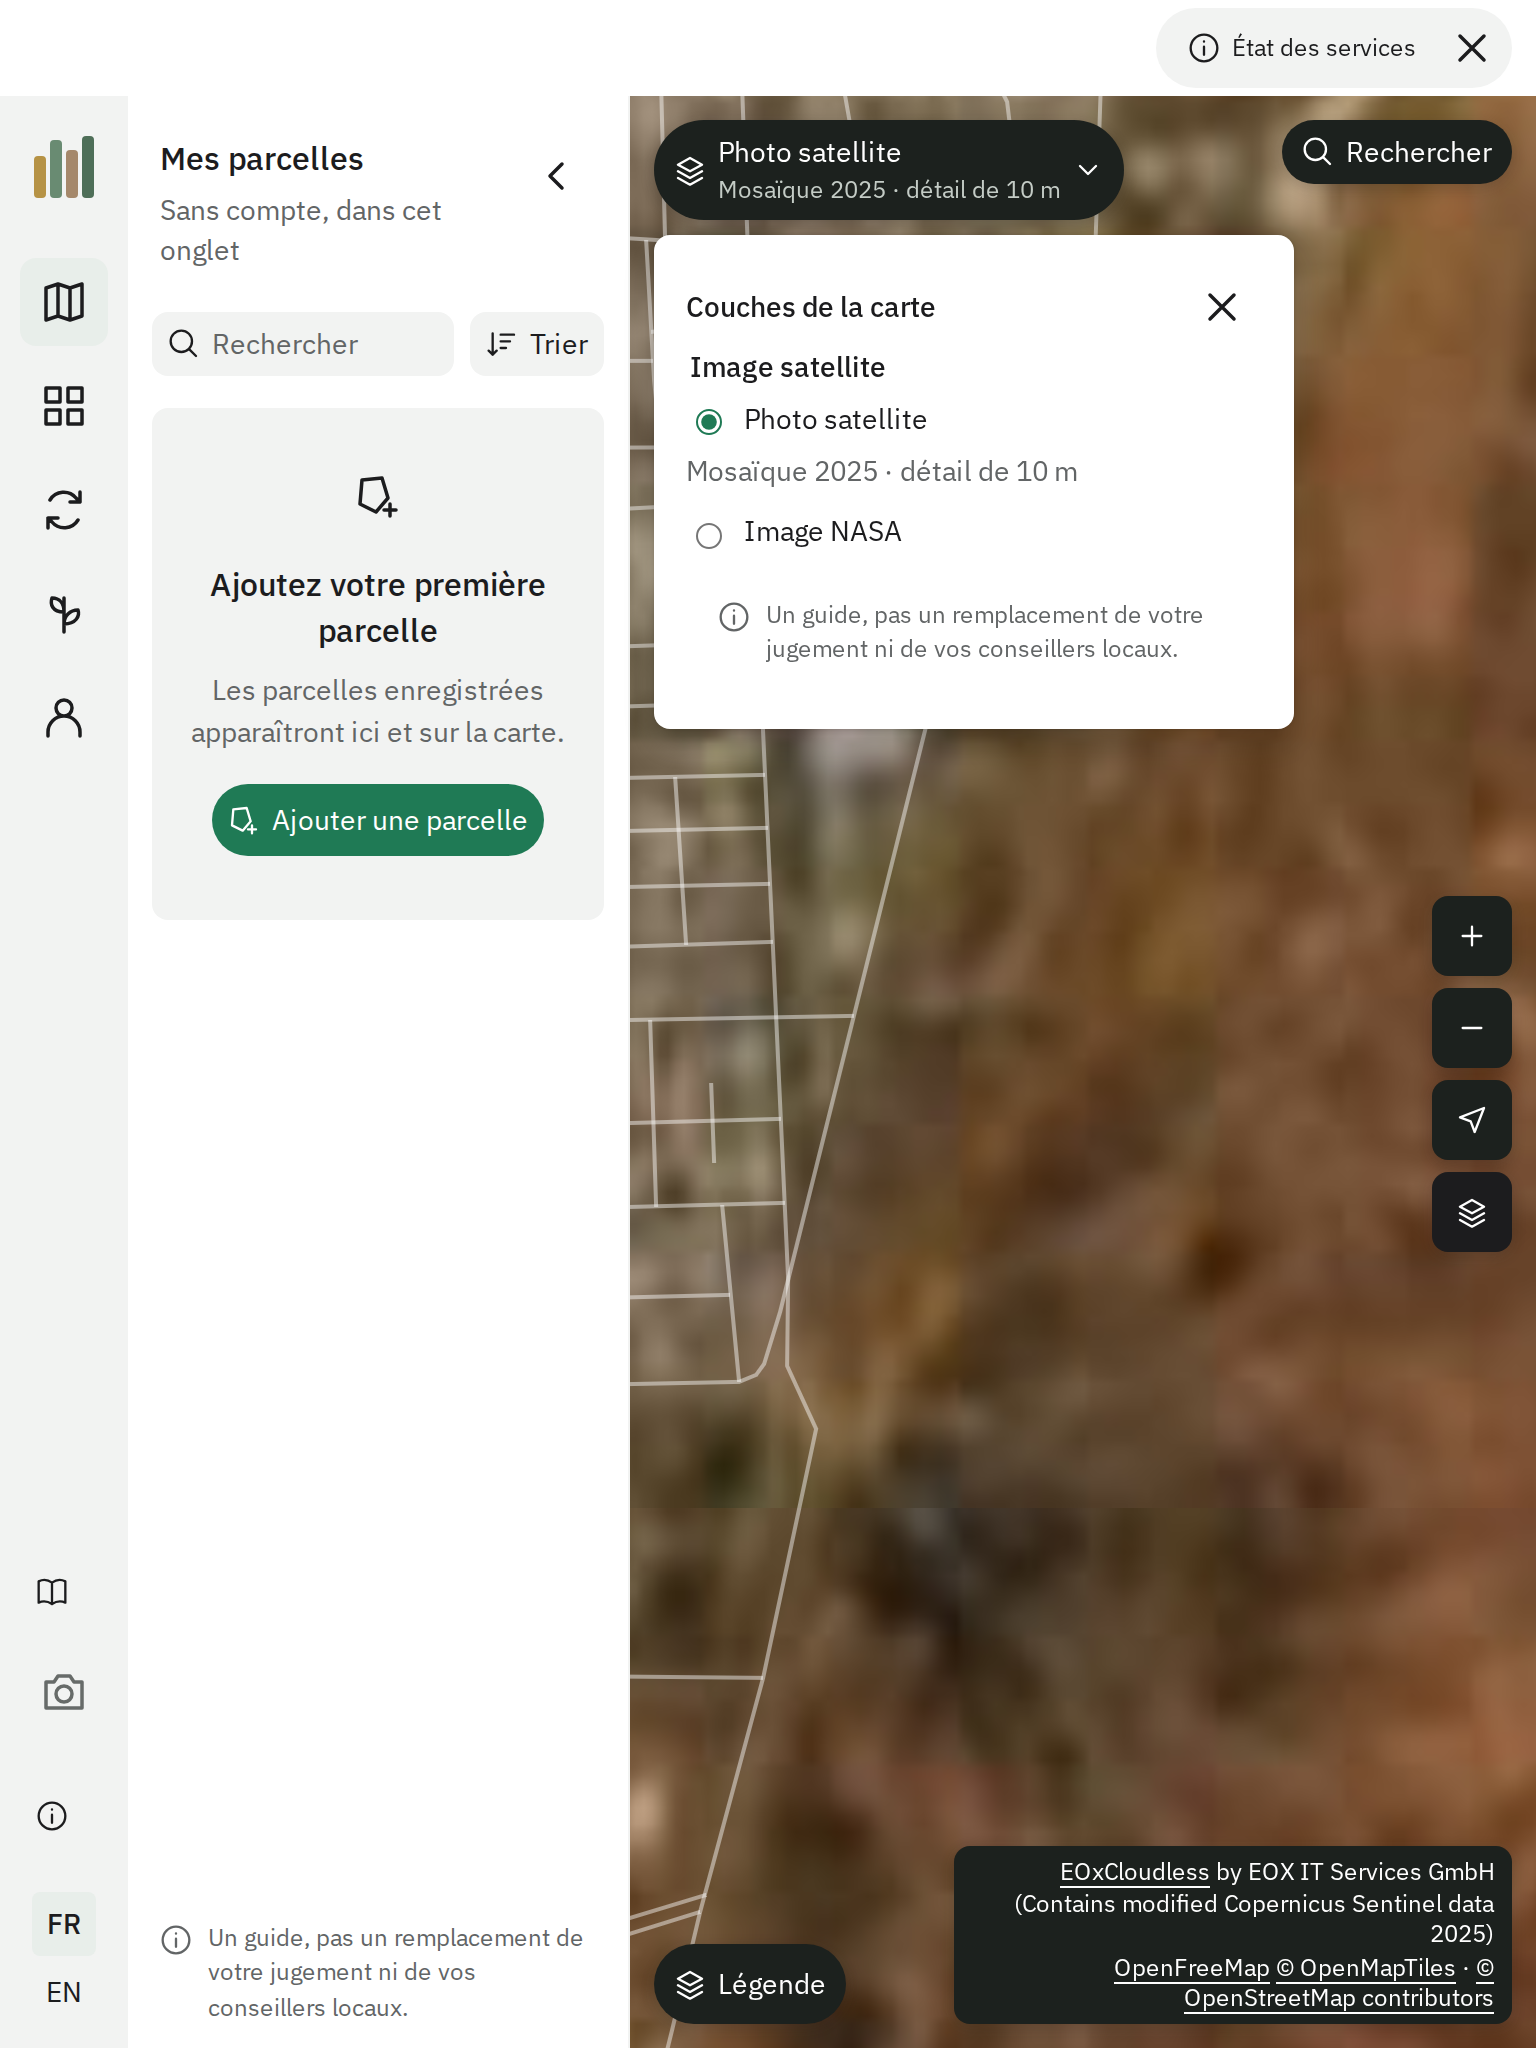 État des services
Mes parcelles
Sans compte, dans cet
onglet
Rechercher
Trier
Ajoutez votre première
parcelle
Les parcelles enregistrées
apparaîtront ici et sur la carte.
Ajouter une parcelle
Un guide, pas un remplacement de
votre jugement ni de vos
conseillers locaux.
FR
EN
Photo satellite
Mosaïque 2025 · détail de 10 m
Rechercher
Couches de la carte
Image satellite
Photo satellite
Mosaïque 2025 · détail de 10 m
Image NASA
Un guide, pas un remplacement de votre
jugement ni de vos conseillers locaux.
Légende
EOxCloudless by EOX IT Services GmbH
(Contains modified Copernicus Sentinel data
2025)
OpenFreeMap © OpenMapTiles · ©
OpenStreetMap contributors